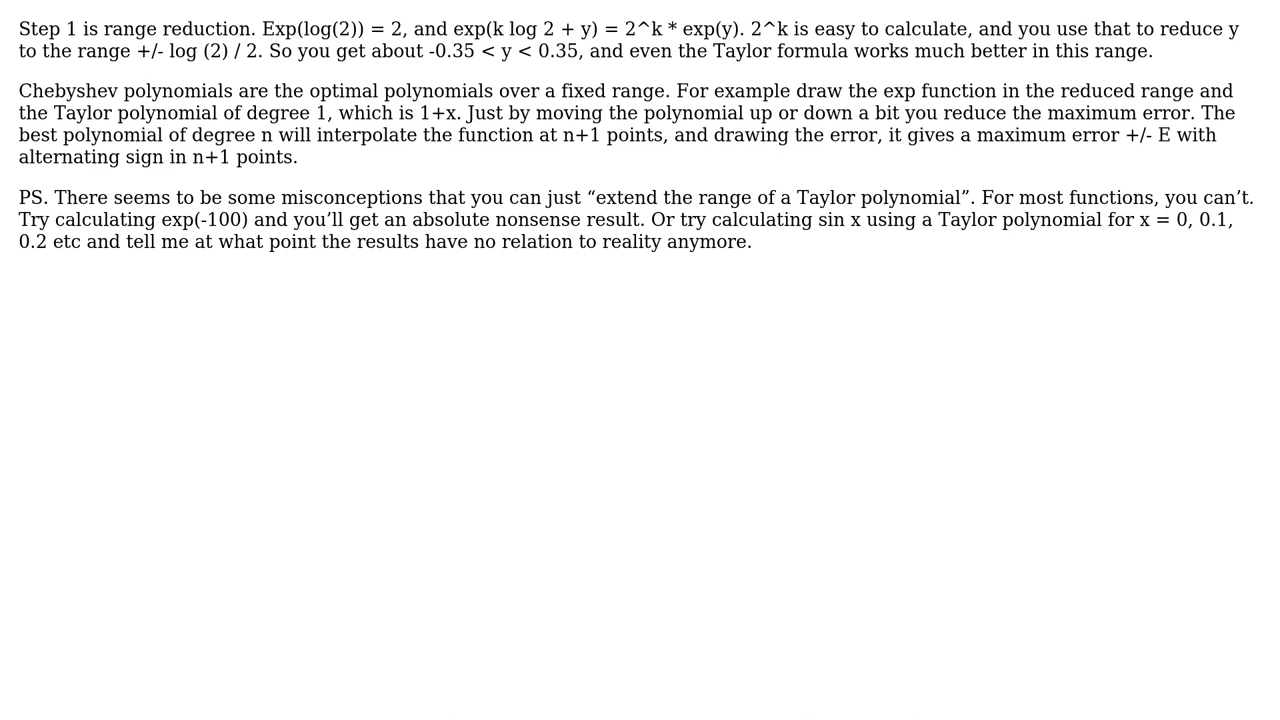 Step 1 is range reduction. Exp(log(2)) = 2, and exp(k log 2 + y) = 2^k * exp(y). 2^k is easy to calculate, and you use that to reduce y
to the range +/- log (2) / 2. So you get about -0.35 < y < 0.35, and even the Taylor formula works much better in this range.
Chebyshev polynomials are the optimal polynomials over a fixed range. For example draw the exp function in the reduced range and
the Taylor polynomial of degree 1, which is 1+x. Just by moving the polynomial up or down a bit you reduce the maximum error. The
best polynomial of degree n will interpolate the function at n+1 points, and drawing the error, it gives a maximum error +/- E with
alternating sign in n+1 points.
PS. There seems to be some misconceptions that you can just “extend the range of a Taylor polynomial”. For most functions, you can’t.
Try calculating exp(-100) and you’ll get an absolute nonsense result. Or try calculating sin x using a Taylor polynomial for x = 0, 0.1,
0.2 etc and tell me at what point the results have no relation to reality anymore.